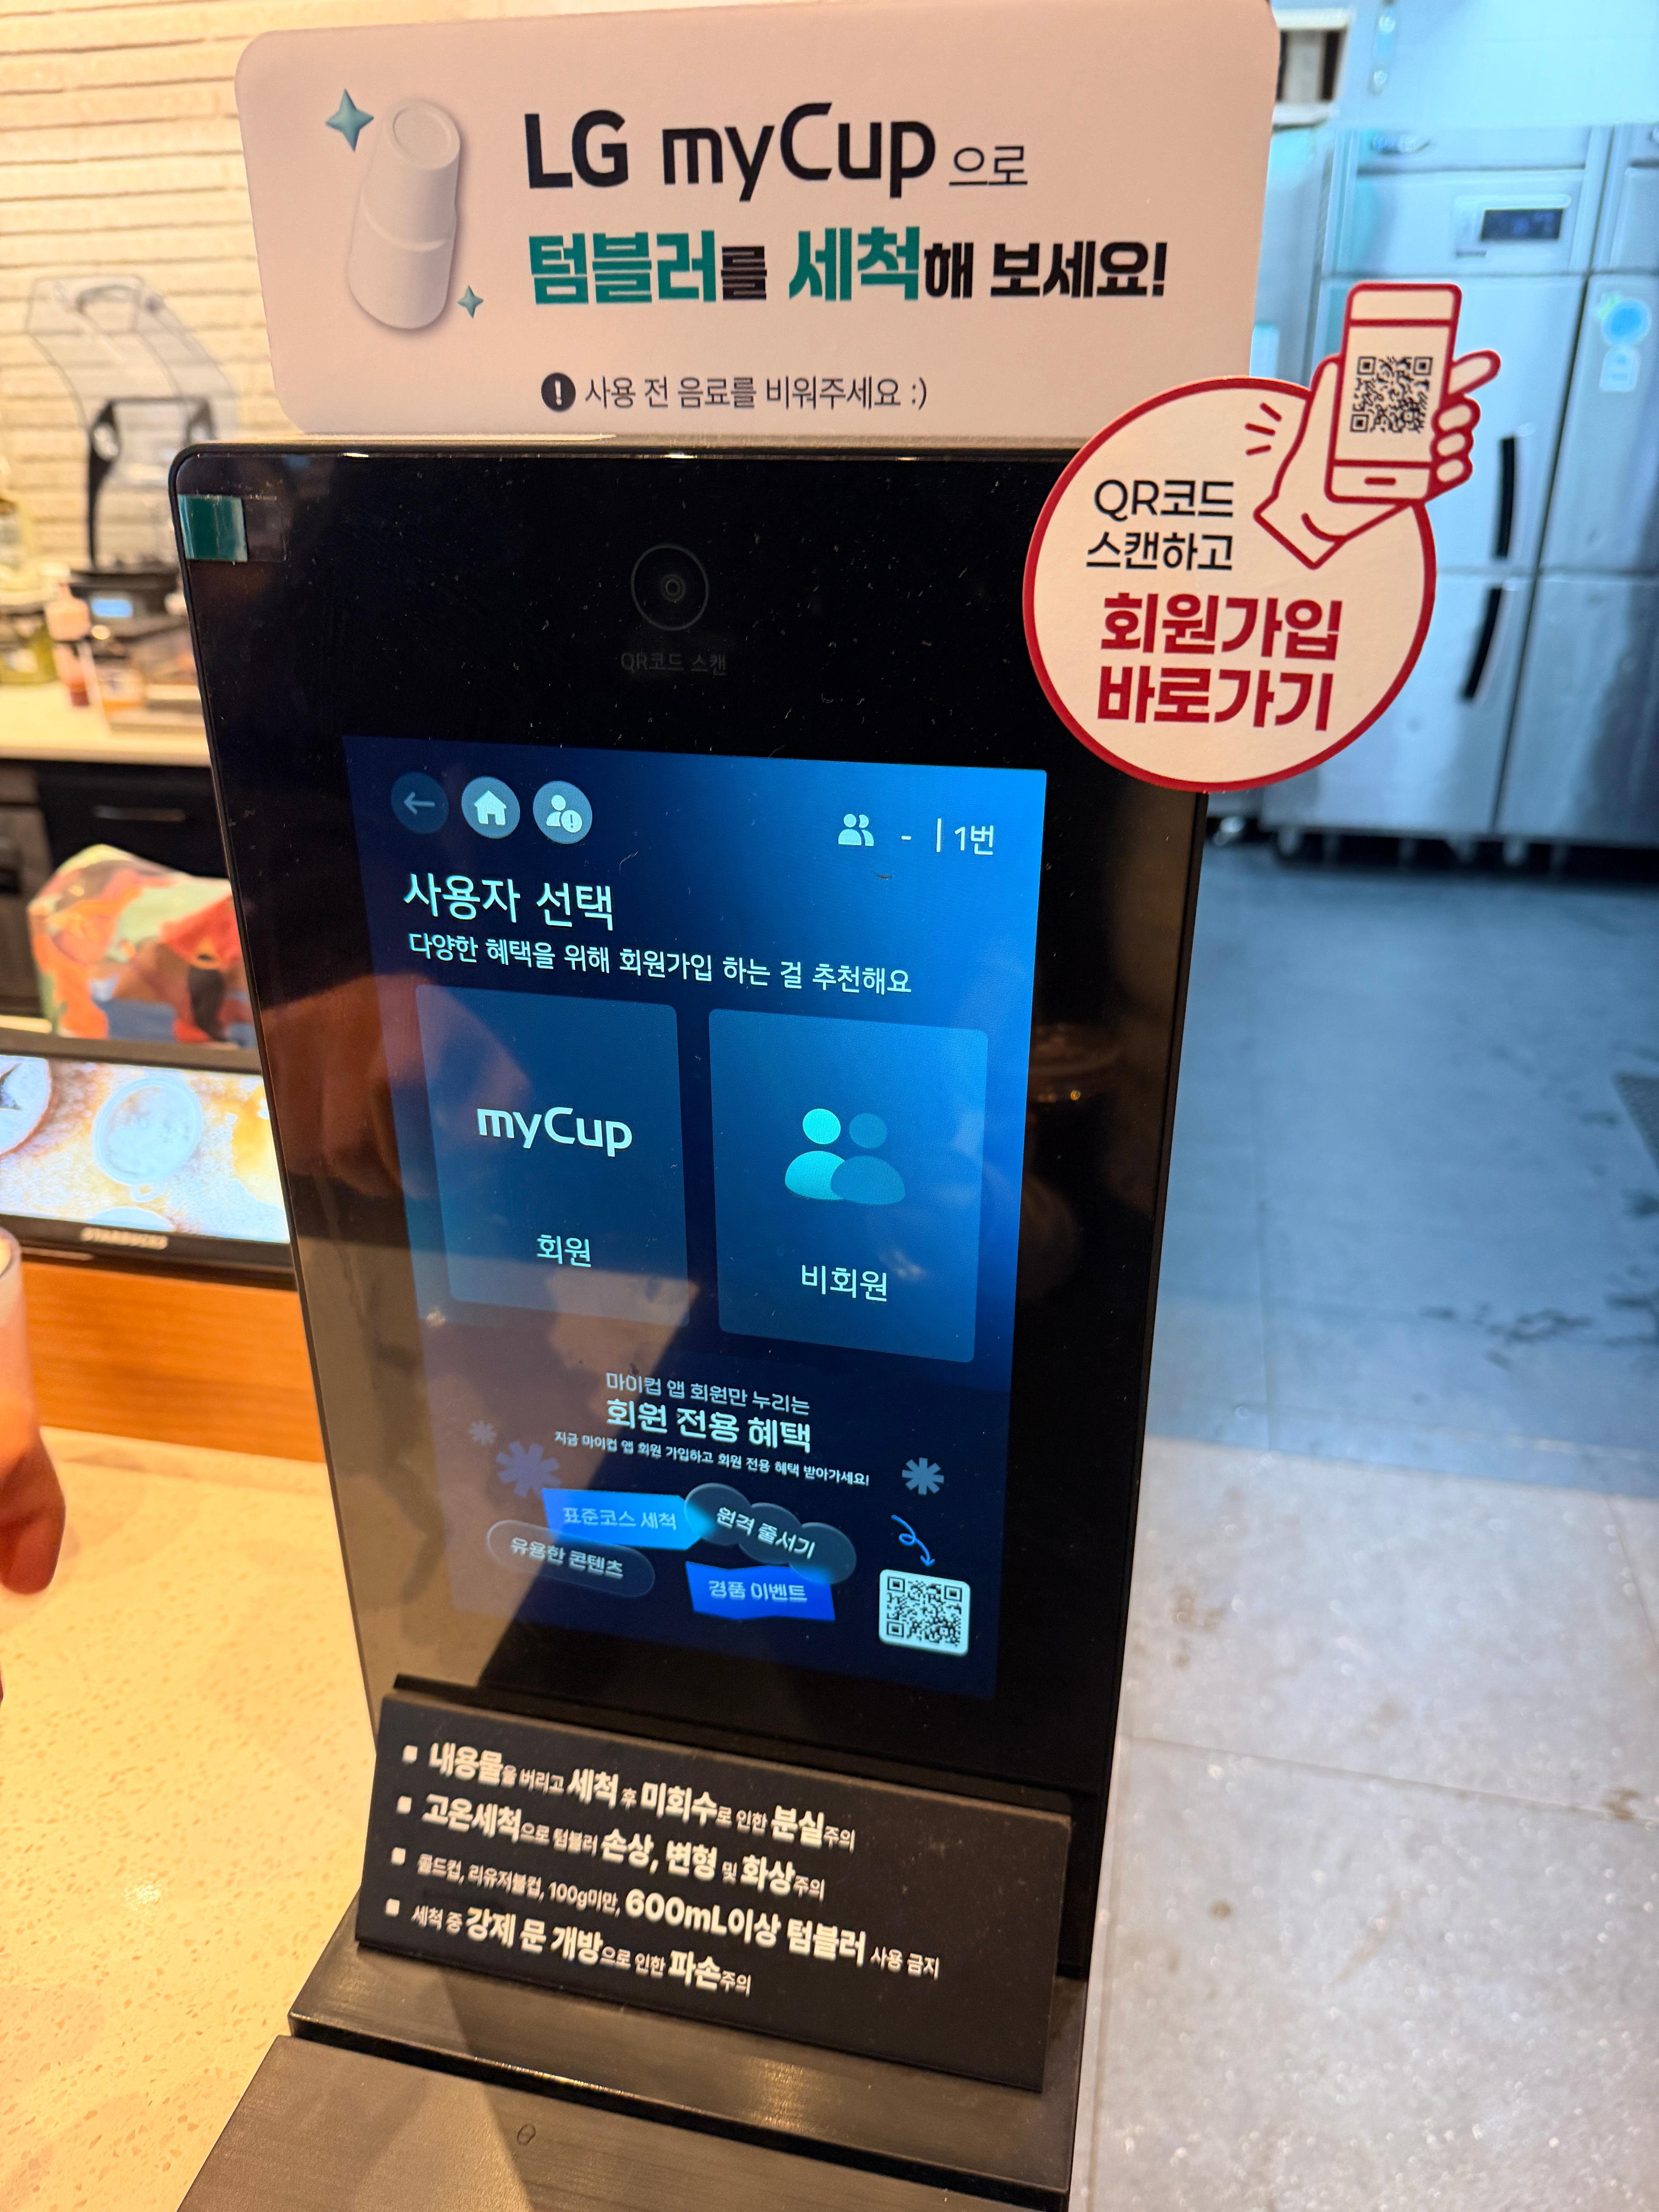 LG myCup 으로
텀블러를 세척해 보세요!
! 사용 전 음료를 비워주세요 :)
QR코드
스캔하고
회원가입
바로가기
QR코드 스캔
- | 1번
사용자 선택
다양한 혜택을 위해 회원가입 하는 걸 추천해요
myCup
회원
비회원
마이컵 앱 회원만 누리는
회원 전용 혜택
지금 마이컵 앱 회원 가입하고 회원 전용 혜택 받아가세요!
표준코스 세척
원격 줄서기
유용한 콘텐츠
경품 이벤트
STARBUCKS
내용물을 버리고 세척 후 미회수로 인한 분실주의
고온세척으로 텀블러 손상, 변형 및 화상주의
콜드컵, 리유저블컵, 100g미만, 600mL이상 텀블러 사용 금지
세척 중 강제 문 개방으로 인한 파손주의